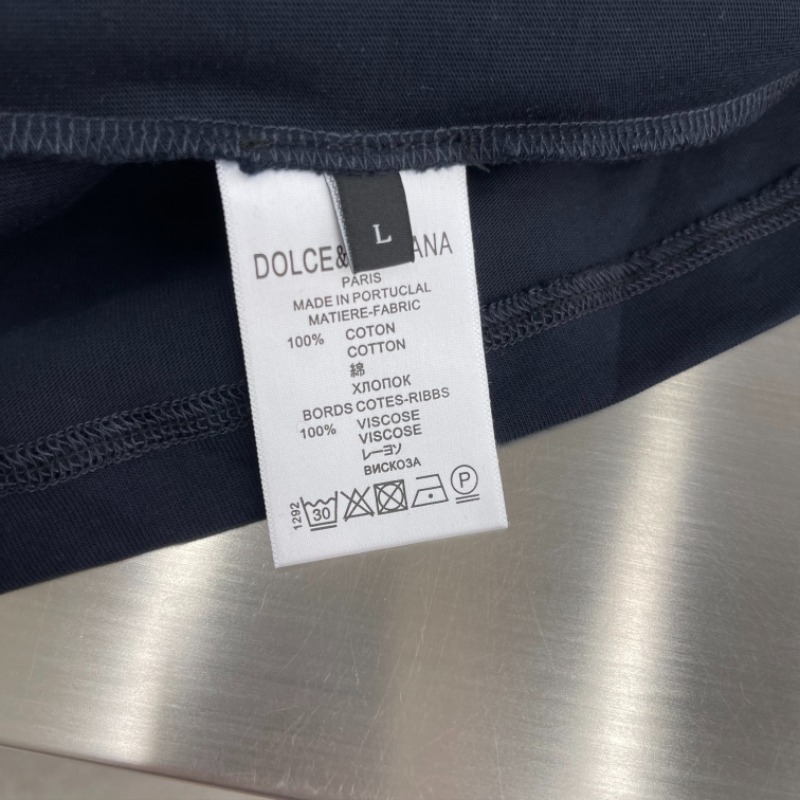 L
DOLCE& ANA
PARIS
MADE IN PORTUCLAL
MATIERE-FABRIC
100% COTON
COTTON
綿
ХЛОПОК
BORDS COTES-RIBBS
100% VISCOSE
VISCOSE
レーヨソ
ВИСКОЗА
1292 30 P